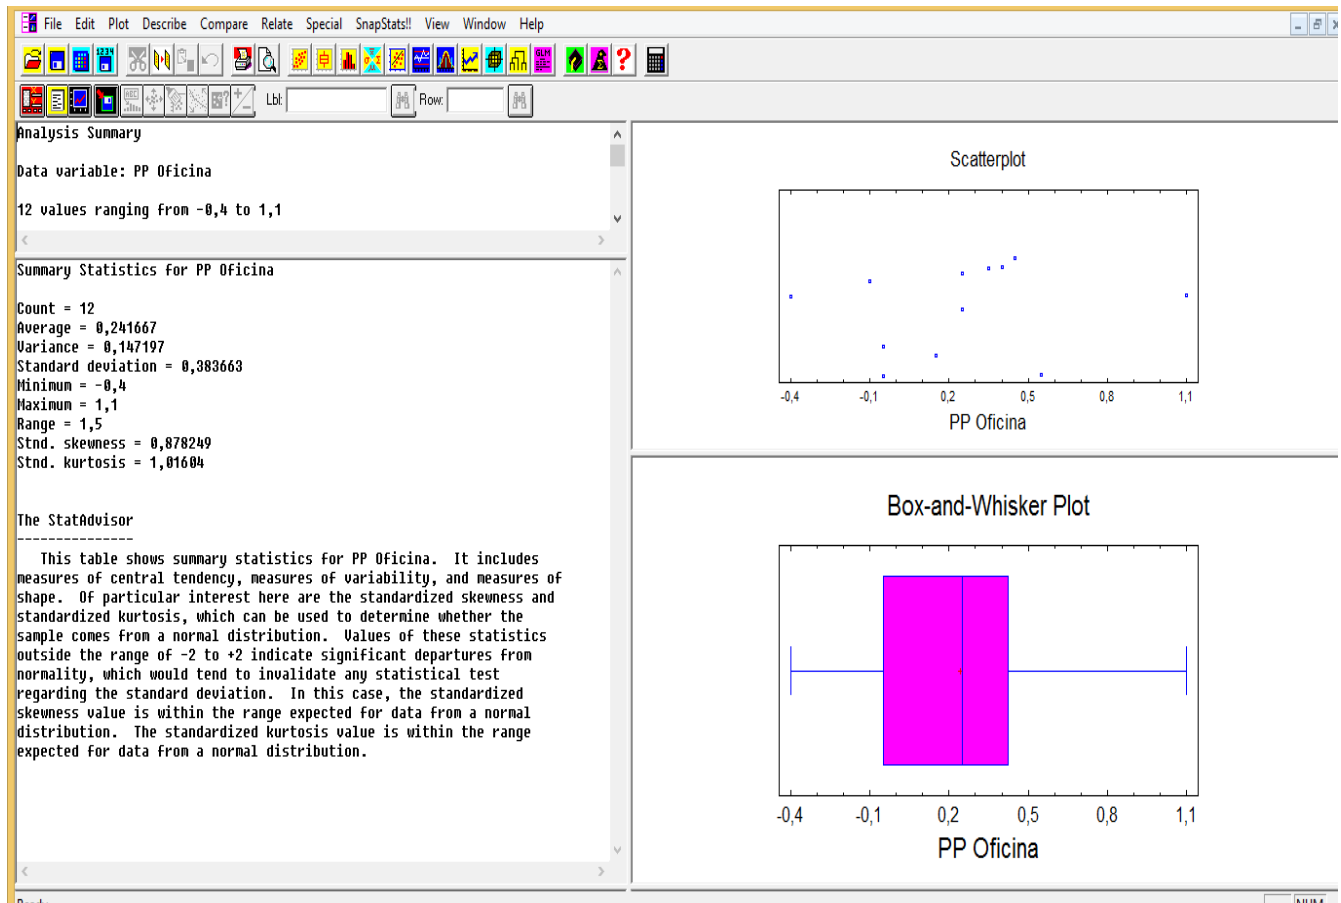 File Edit Plot Describe Compare Relate Special SnapStats!! View Window Help
Lbl: Row:
Analysis Summary
Data variable: PP Oficina
12 values ranging from -0,4 to 1,1
Summary Statistics for PP Oficina
Count = 12
Average = 0,241667
Variance = 0,147197
Standard deviation = 0,383663
Minimum = -0,4
Maximum = 1,1
Range = 1,5
Stnd. skewness = 0,878249
Stnd. kurtosis = 1,01604
The StatAdvisor
---------------
This table shows summary statistics for PP Oficina. It includes
measures of central tendency, measures of variability, and measures of
shape. Of particular interest here are the standardized skewness and
standardized kurtosis, which can be used to determine whether the
sample comes from a normal distribution. Values of these statistics
outside the range of -2 to +2 indicate significant departures from
normality, which would tend to invalidate any statistical test
regarding the standard deviation. In this case, the standardized
skewness value is within the range expected for data from a normal
distribution. The standardized kurtosis value is within the range
expected for data from a normal distribution.
Scatterplot
-0,4 -0,1 0,2 0,5 0,8 1,1
PP Oficina
Box-and-Whisker Plot
-0,4 -0,1 0,2 0,5 0,8 1,1
PP Oficina
NUM